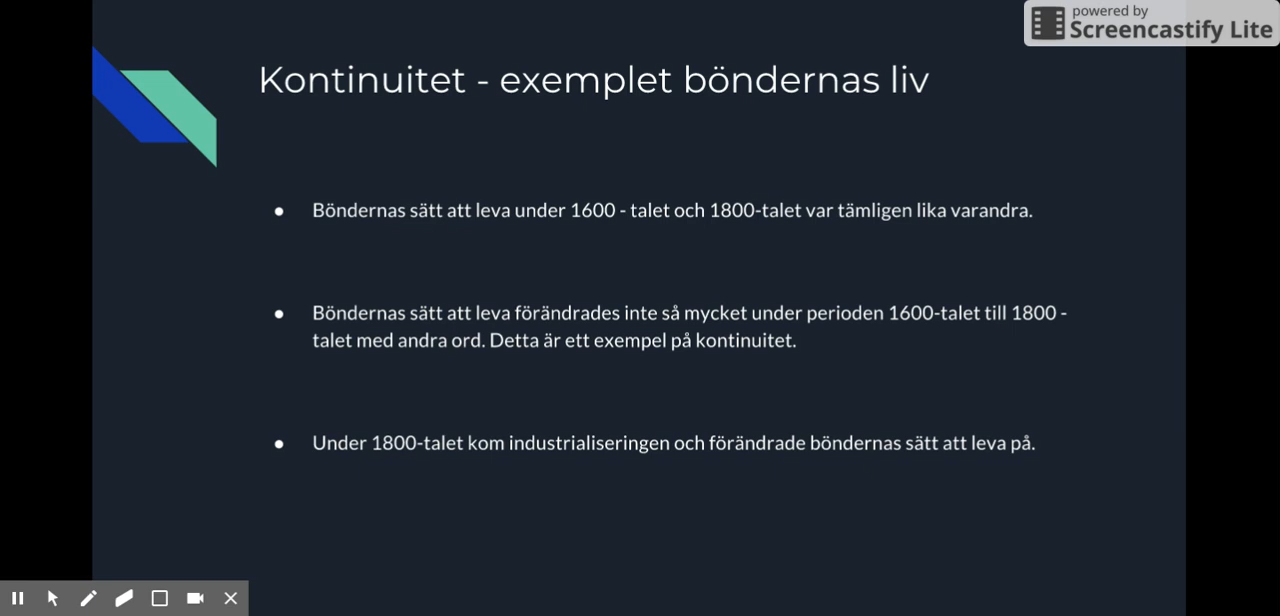 powered by
Screencastify Lite
Kontinuitet - exemplet böndernas liv
● Böndernas sätt att leva under 1600 - talet och 1800-talet var tämligen lika varandra.
● Böndernas sätt att leva förändrades inte så mycket under perioden 1600-talet till 1800 -
talet med andra ord. Detta är ett exempel på kontinuitet.
● Under 1800-talet kom industrialiseringen och förändrade böndernas sätt att leva på.